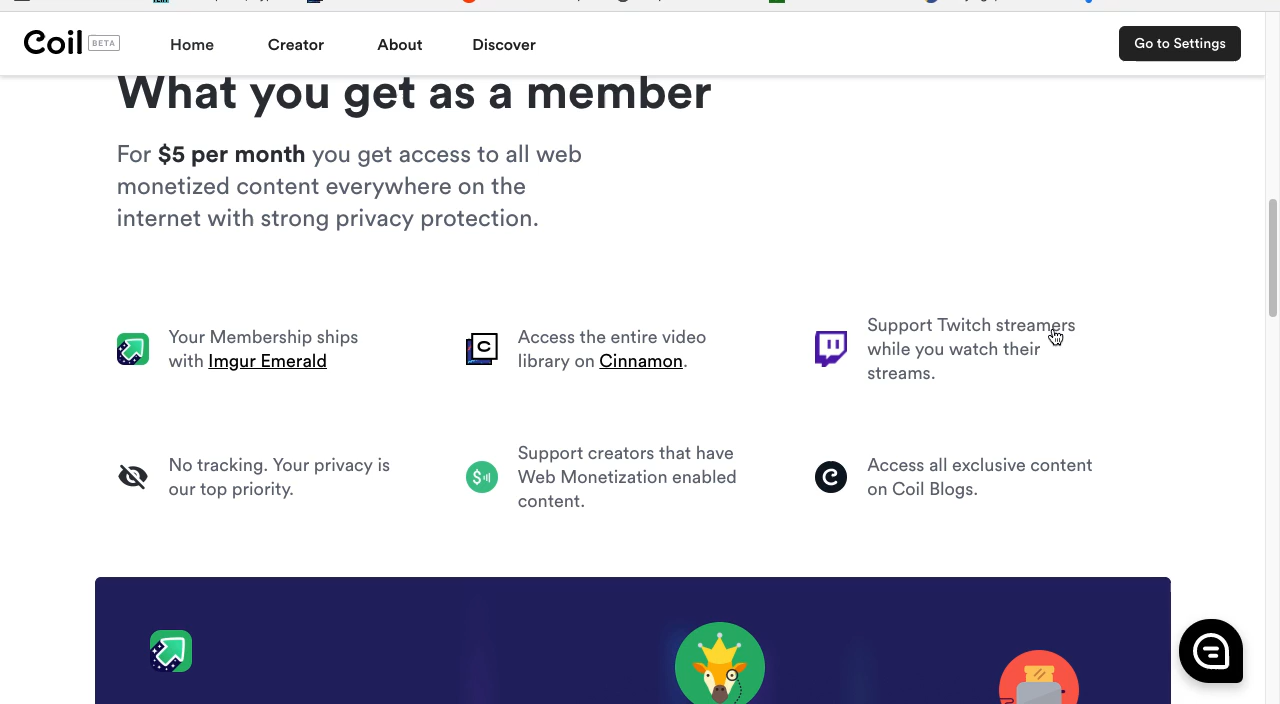 Coil BETA Home Creator About Discover Go to Settings
What you get as a member
For $5 per month you get access to all web
monetized content everywhere on the
internet with strong privacy protection.
Your Membership ships
with Imgur Emerald
Access the entire video
library on Cinnamon.
Support Twitch streamers
while you watch their
streams.
No tracking. Your privacy is
our top priority.
Support creators that have
Web Monetization enabled
content.
Access all exclusive content
on Coil Blogs.